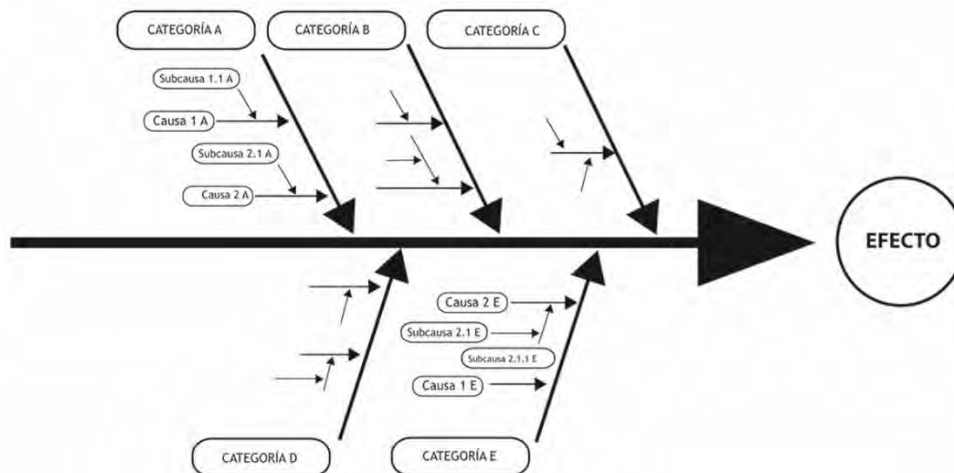 CATEGORÍA A
CATEGORÍA B
CATEGORÍA C
Subcausa 1.1 A
Causa 1 A
Subcausa 2.1 A
Causa 2 A
EFECTO
Causa 2 E
Subcausa 2.1 E
Subcausa 2.1.1 E
Causa 1 E
CATEGORÍA D
CATEGORÍA E